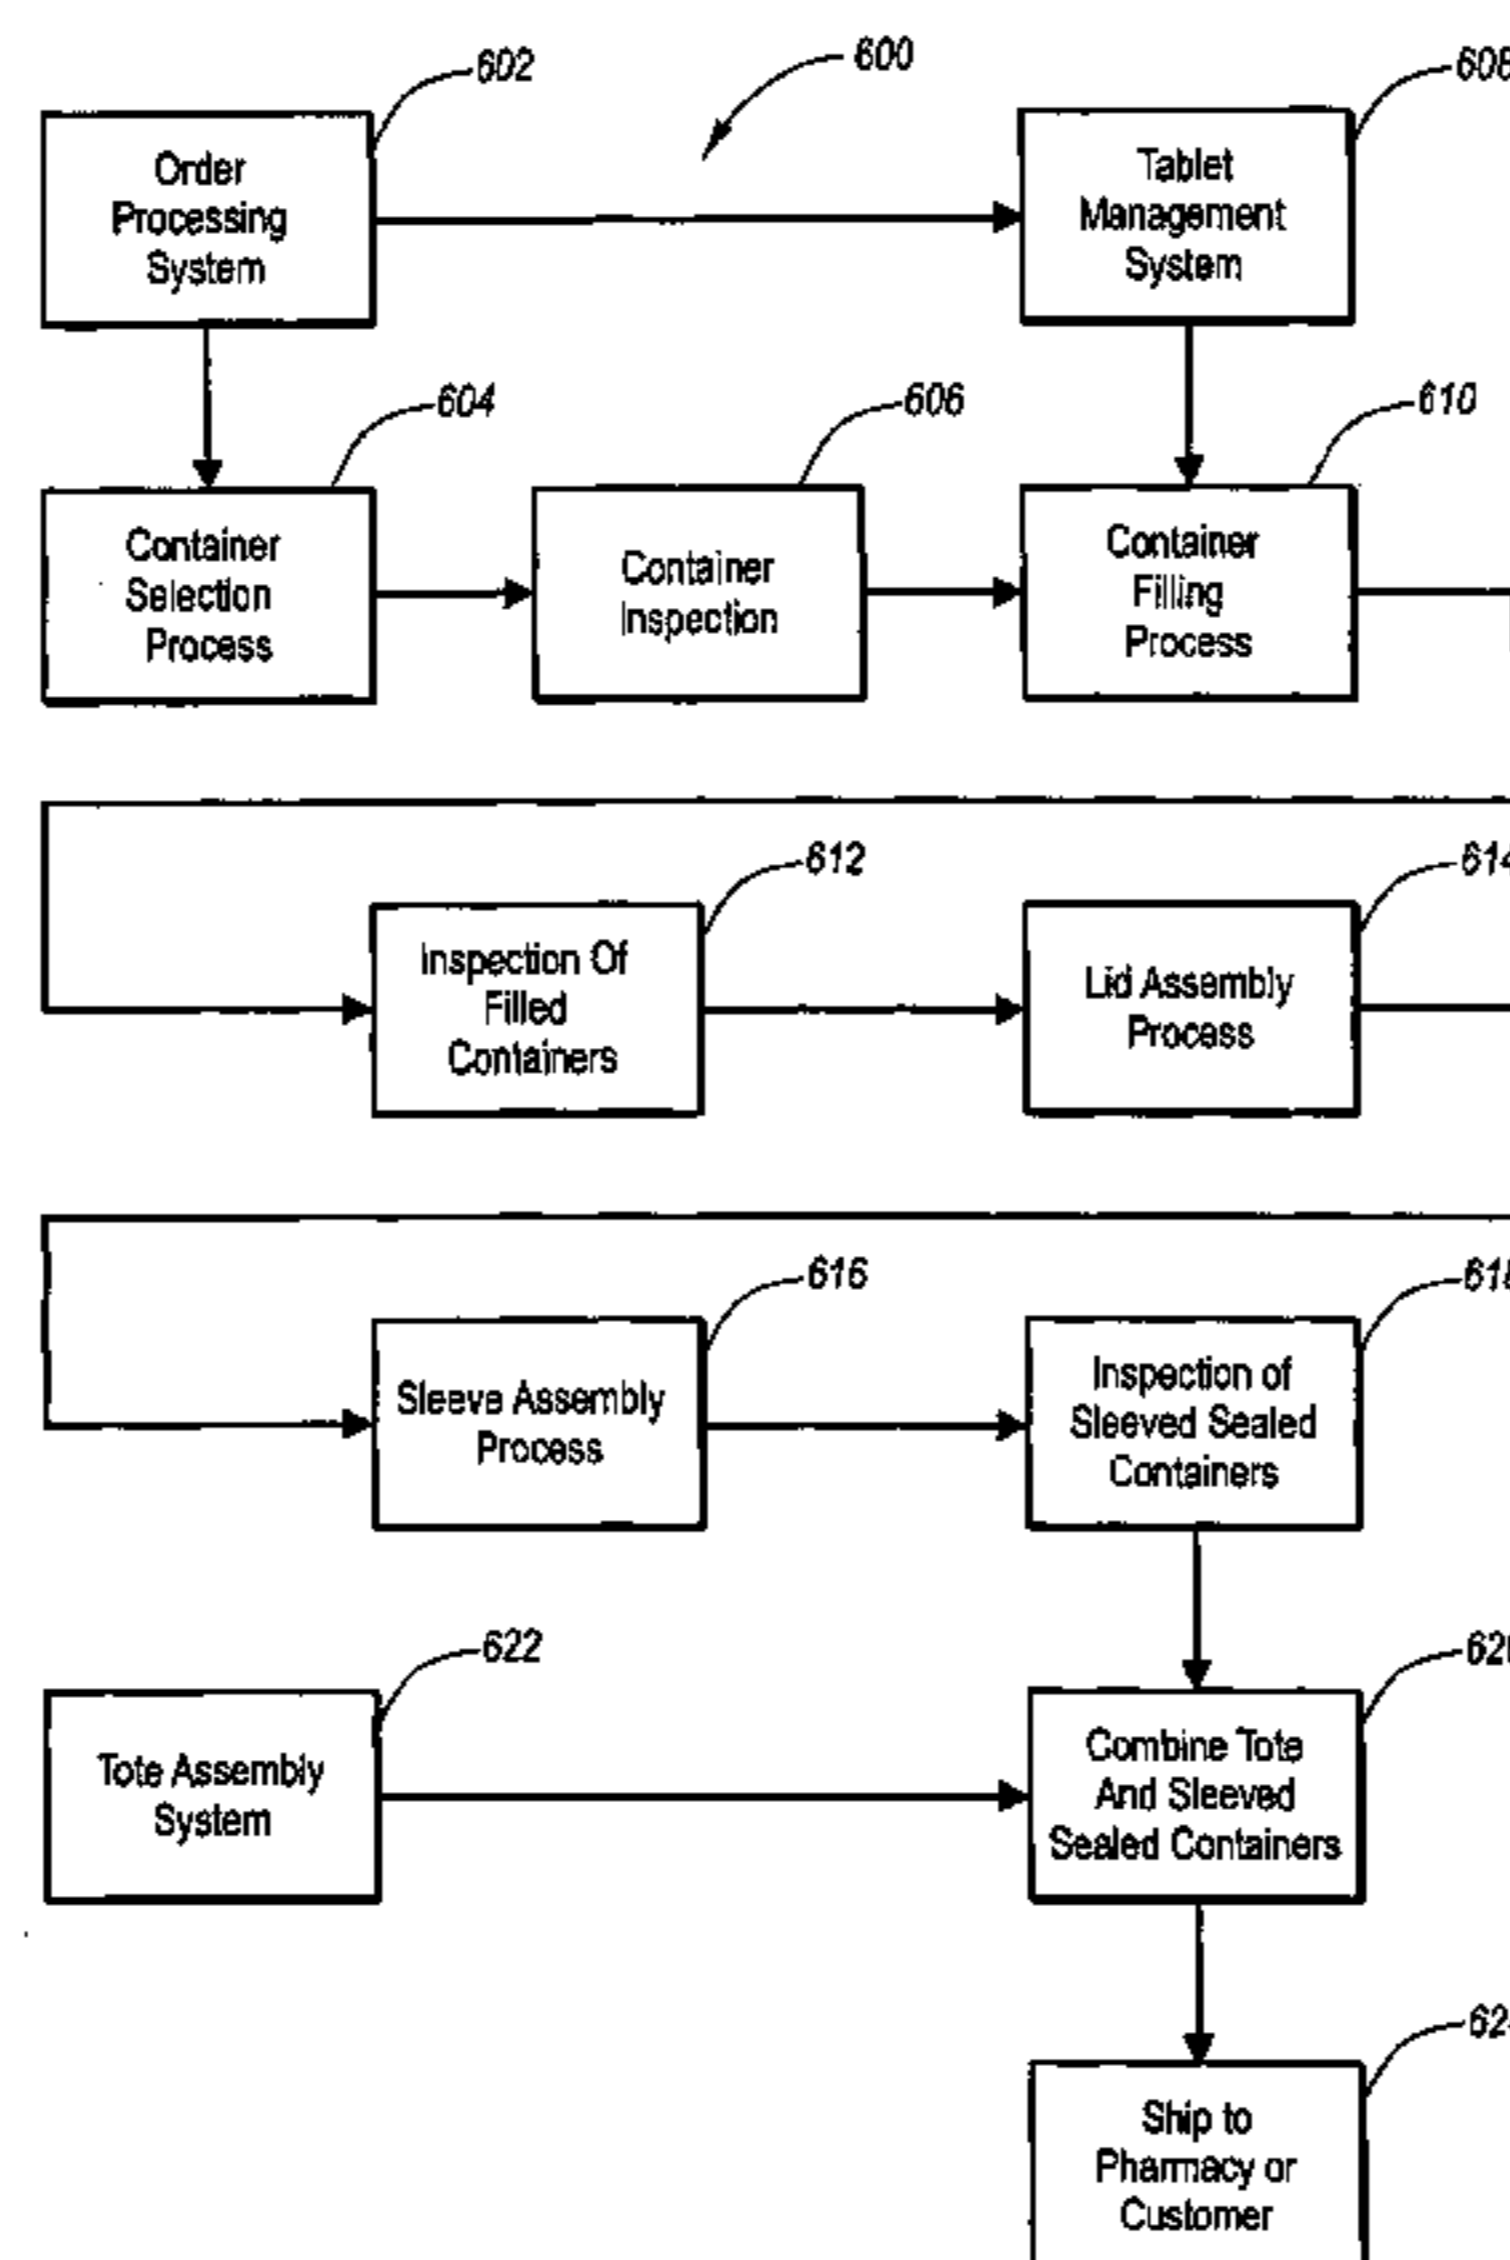 602
600
608
Order
Processing
System
Tablet
Management
System
604
606
610
Container
Selection
Process
Container
Inspection
Container
Filling
Process
612
614
Inspection Of
Filled
Containers
Lid Assembly
Process
616
Sleeve Assembly
Process
Inspection of
Sleeved Sealed
Containers
622
Tote Assembly
System
Combine Tote
And Sleeved
Sealed Containers
Ship to
Pharmacy or
Customer